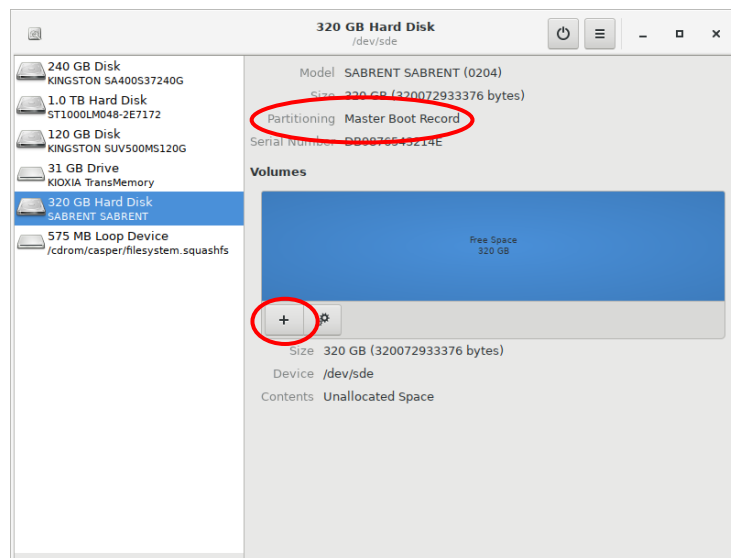 320 GB Hard Disk
/dev/sde
240 GB Disk
KINGSTON SA400S37240G
1.0 TB Hard Disk
ST1000LM048-2E7172
120 GB Disk
KINGSTON SUV500MS120G
31 GB Drive
KIOXIA TransMemory
320 GB Hard Disk
SABRENT SABRENT
575 MB Loop Device
/cdrom/casper/filesystem.squashfs
Model SABRENT SABRENT (0204)
Size 320 GB (320072933376 bytes)
Partitioning Master Boot Record
Serial Number DB9876543214E
Volumes
Free Space
320 GB
Size 320 GB (320072933376 bytes)
Device /dev/sde
Contents Unallocated Space